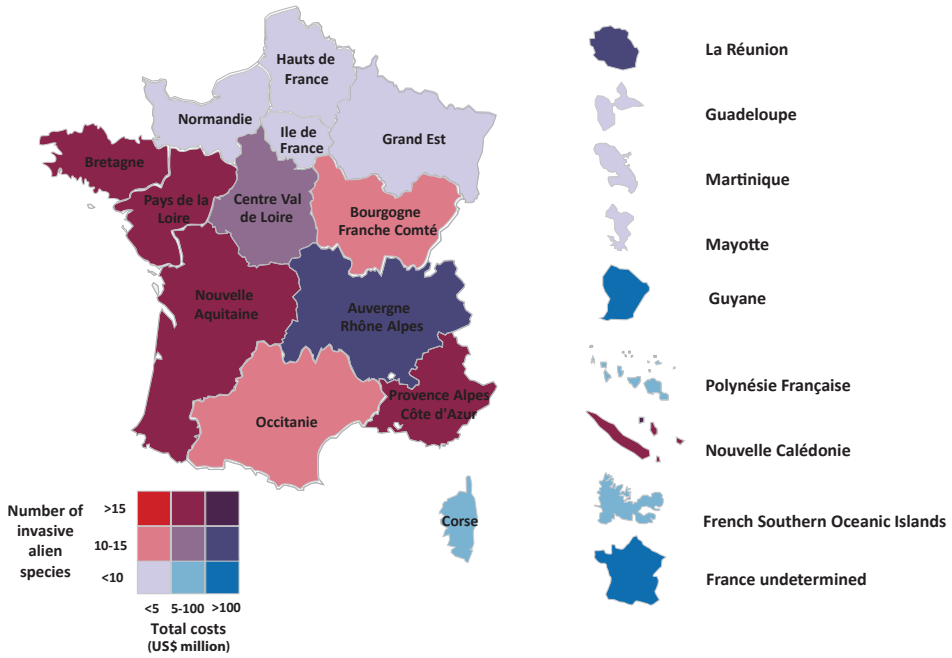 Hauts de
France
Normandie
Ile de
France
Grand Est
Bretagne
Pays de la
Loire
Centre Val
de Loire
Bourgogne
Franche Comté
Nouvelle
Aquitaine
Auvergne
Rhône Alpes
Provence Alpes
Côte d'Azur
Occitanie
Corse
La Réunion
Guadeloupe
Martinique
Mayotte
Guyane
Polynésie Française
Nouvelle Calédonie
French Southern Oceanic Islands
France undetermined
Number of
invasive
alien
species
>15
10-15
<10
<5 5-100 >100
Total costs
(US$ million)